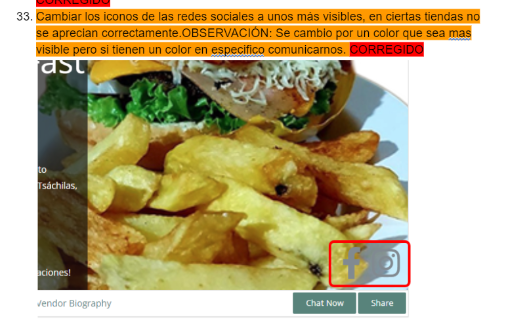 CORREGIDO
33. Cambiar los iconos de las redes sociales a unos más visibles, en ciertas tiendas no
se aprecian correctamente.OBSERVACIÓN: Se cambio por un color que sea mas
visible pero si tienen un color en especifico comunicarnos. CORREGIDO
ast
to
Tsáchilas,
aciones!
Vendor Biography
Chat Now
Share